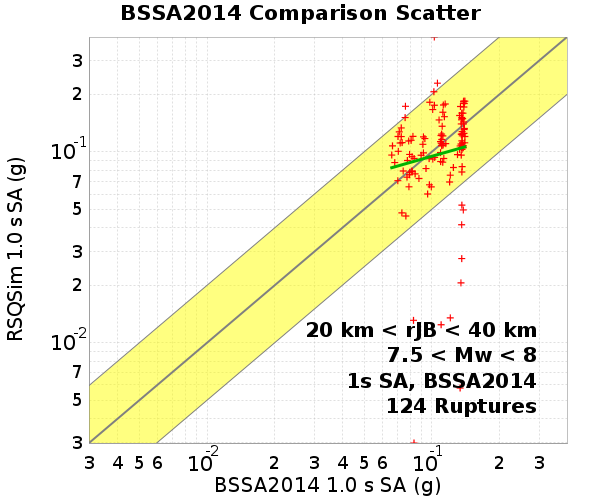 BSSA2014 Comparison Scatter
RSQSim 1.0 s SA (g)
3
2
10⁻¹
7
5
3
2
10⁻²
7
5
3
20 km < rJB < 40 km
7.5 < Mw < 8
1s SA, BSSA2014
124 Ruptures
3 4 5 6 10⁻² 2 3 4 5 6 10⁻¹ 2 3
BSSA2014 1.0 s SA (g)